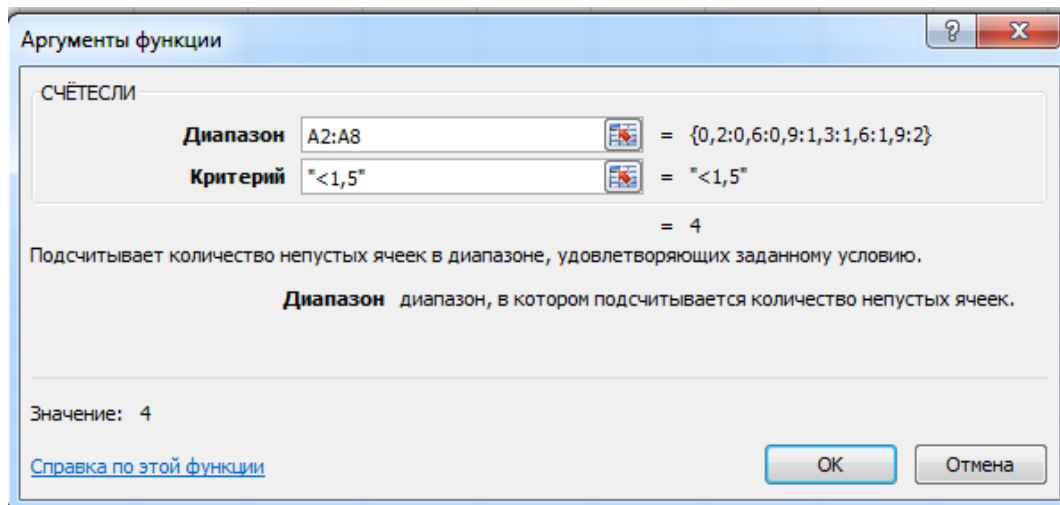 Аргументы функции
СЧЁТЕСЛИ
Диапазон A2:A8 = {0,2:0,6:0,9:1,3:1,6:1,9:2}
Критерий "<1,5" = "<1,5"
= 4
Подсчитывает количество непустых ячеек в диапазоне, удовлетворяющих заданному условию.
Диапазон диапазон, в котором подсчитывается количество непустых ячеек.
Значение: 4
Справка по этой функции
ОК Отмена